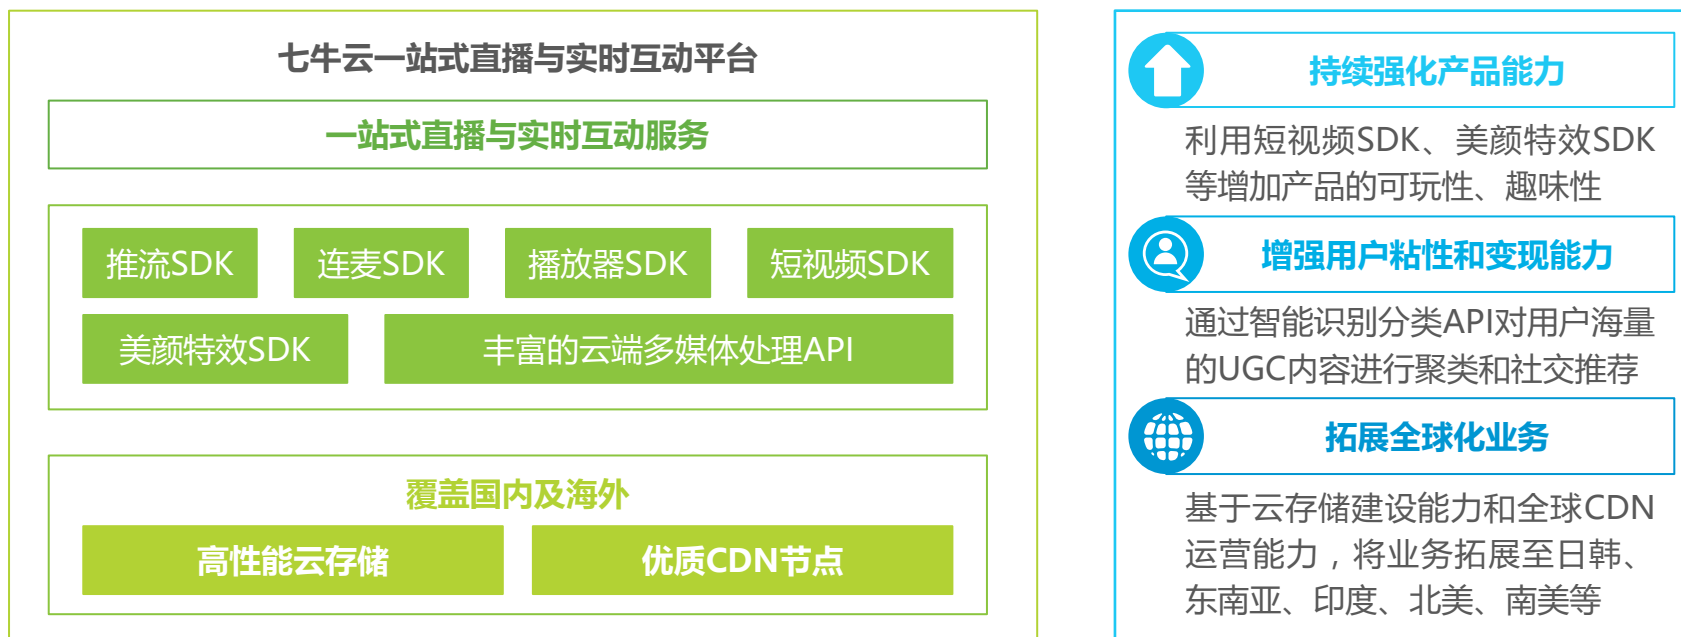 七牛云一站式直播与实时互动平台
一站式直播与实时互动服务
推流SDK
连麦SDK
播放器SDK
短视频SDK
美颜特效SDK
丰富的云端多媒体处理API
覆盖国内及海外
高性能云存储
优质CDN节点
持续强化产品能力
利用短视频SDK、美颜特效SDK
等增加产品的可玩性、趣味性
增强用户粘性和变现能力
通过智能识别分类API对用户海量
的UGC内容进行聚类和社交推荐
拓展全球化业务
基于云存储建设能力和全球CDN
运营能力，将业务拓展至日韩、
东南亚、印度、北美、南美等